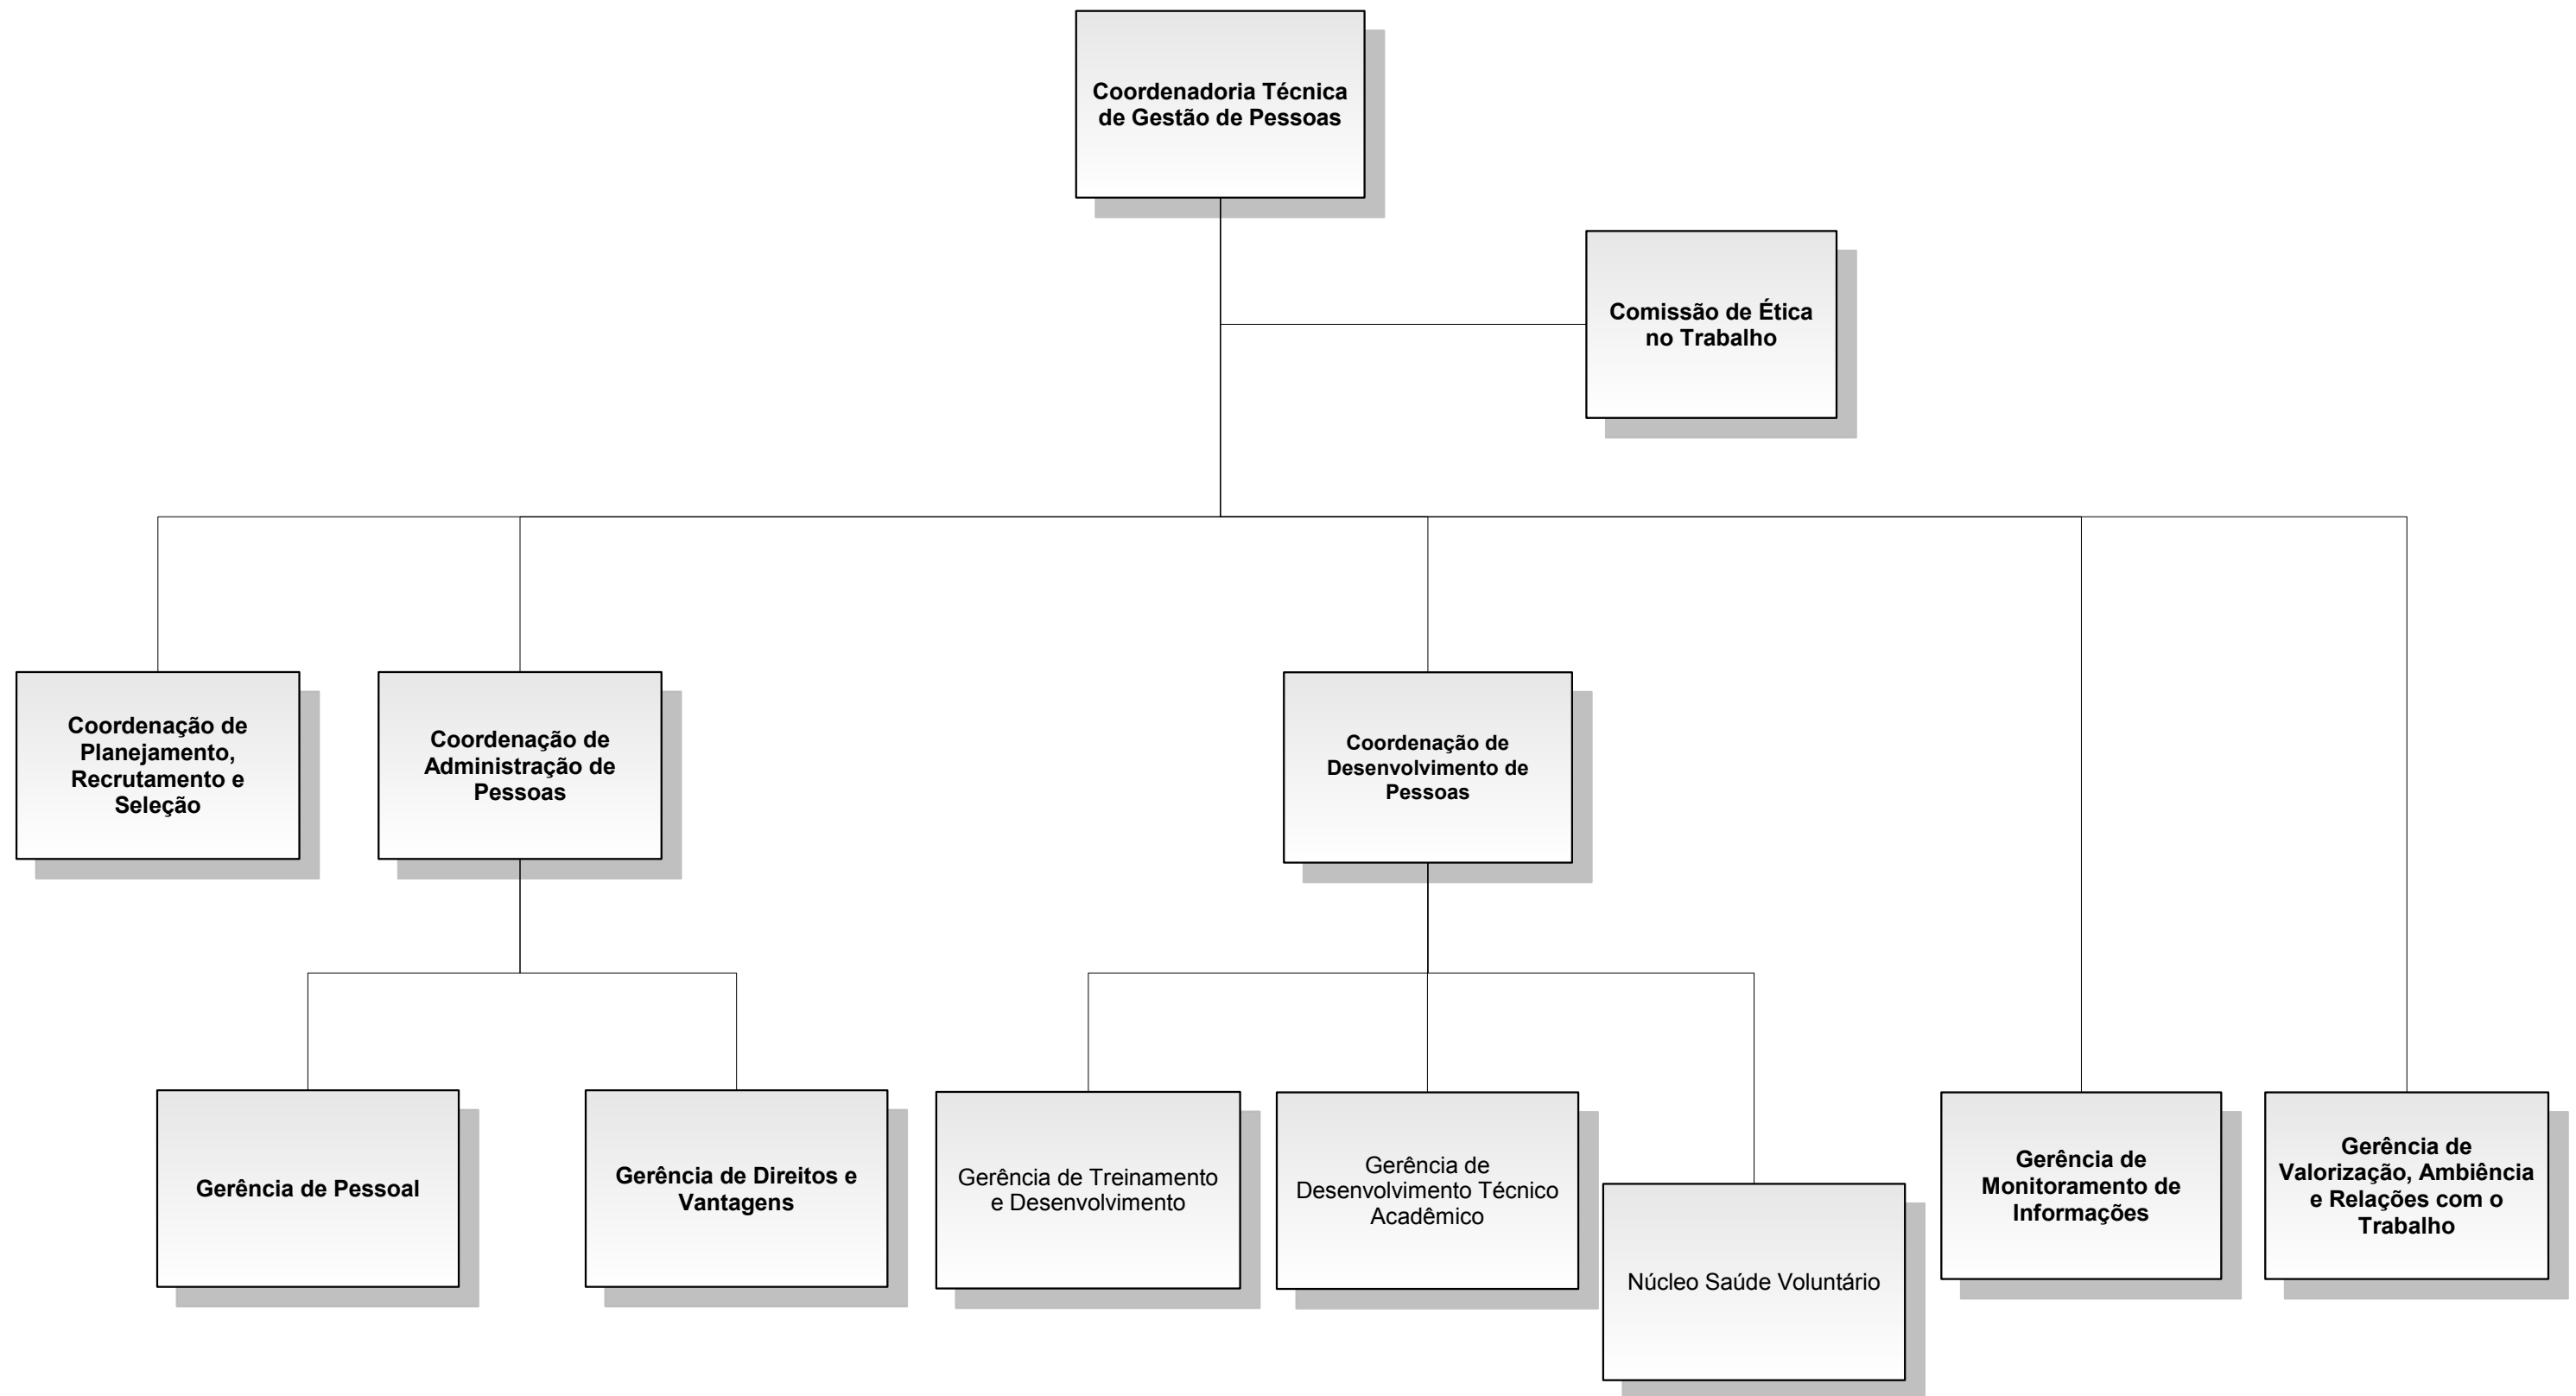 Coordenadoria Técnica
de Gestão de Pessoas
Comissão de Ética
no Trabalho
Coordenação de
Planejamento,
Recrutamento e
Seleção
Coordenação de
Administração de
Pessoas
Coordenação de
Desenvolvimento de
Pessoas
Gerência de Pessoal
Gerência de Direitos e
Vantagens
Gerência de Treinamento
e Desenvolvimento
Gerência de
Desenvolvimento Técnico
Acadêmico
Núcleo Saúde Voluntário
Gerência de
Monitoramento de
Informações
Gerência de
Valorização, Ambiência
e Relações com o
Trabalho